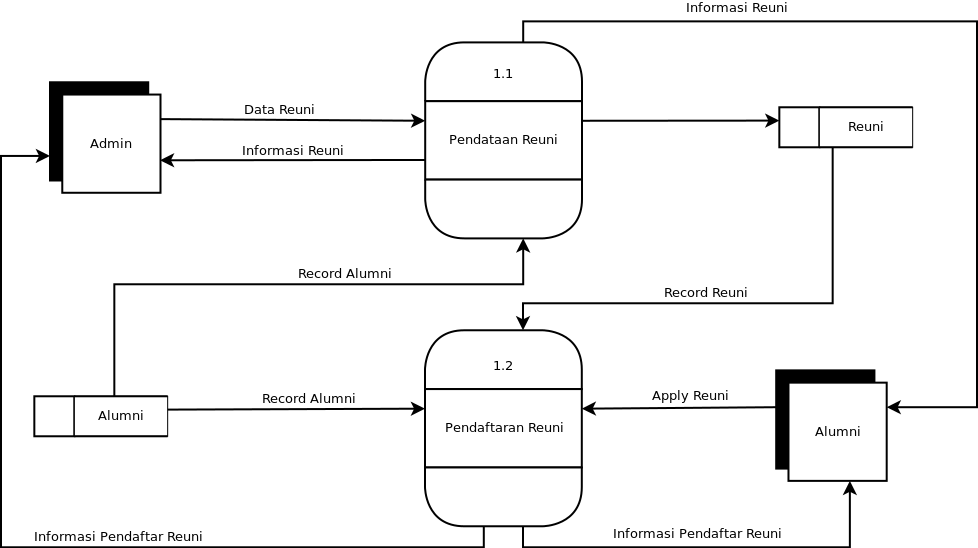 Informasi Reuni
1.1
Data Reuni
Admin
Pendataan Reuni
Reuni
Informasi Reuni
Record Alumni
Record Reuni
1.2
Record Alumni
Apply Reuni
Alumni
Pendaftaran Reuni
Alumni
Informasi Pendaftar Reuni
Informasi Pendaftar Reuni